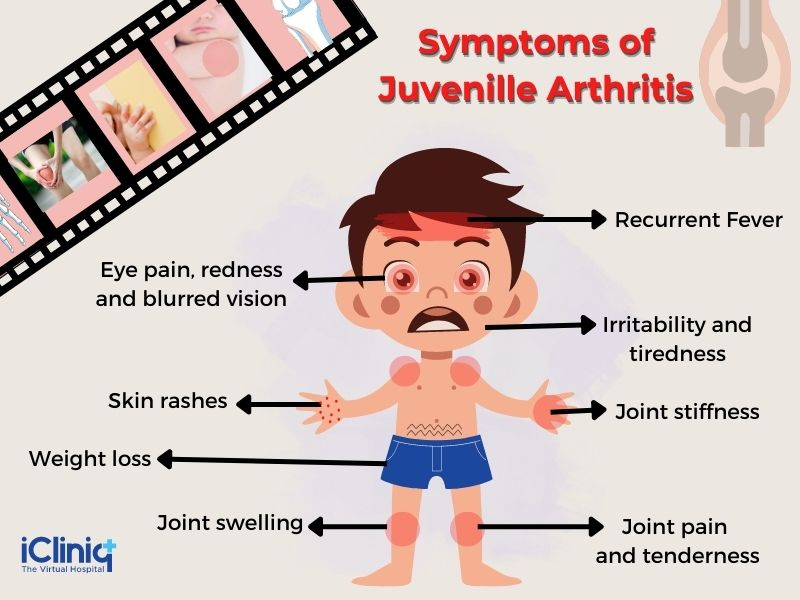 Symptoms of
Juvenille Arthritis
Recurrent Fever
Eye pain, redness
and blurred vision
Irritability and
tiredness
Skin rashes
Joint stiffness
Weight loss
Joint swelling
Joint pain
and tenderness
iCliniq
The Virtual Hospital